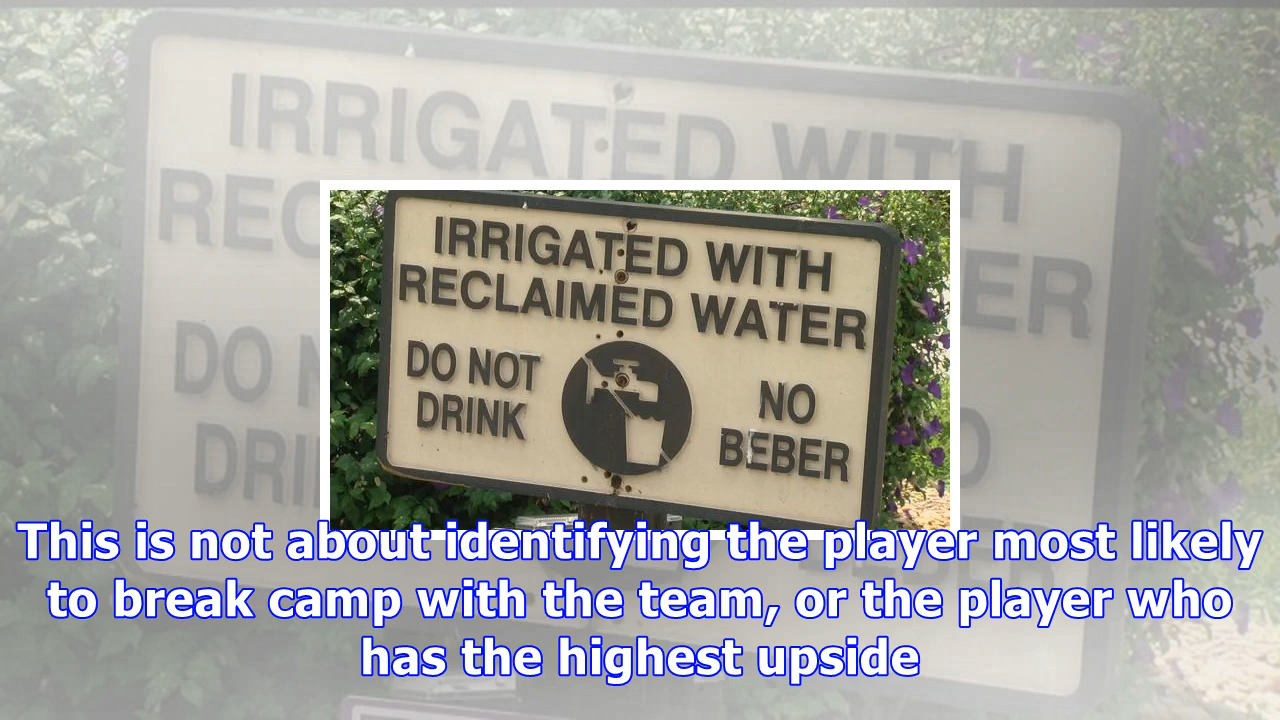 IRRIGATED WITH
RECLAIMED WATER
DO NOT
DRINK
NO
BEBER
This is not about identifying the player most likely
to break camp with the team, or the player who
has the highest upside